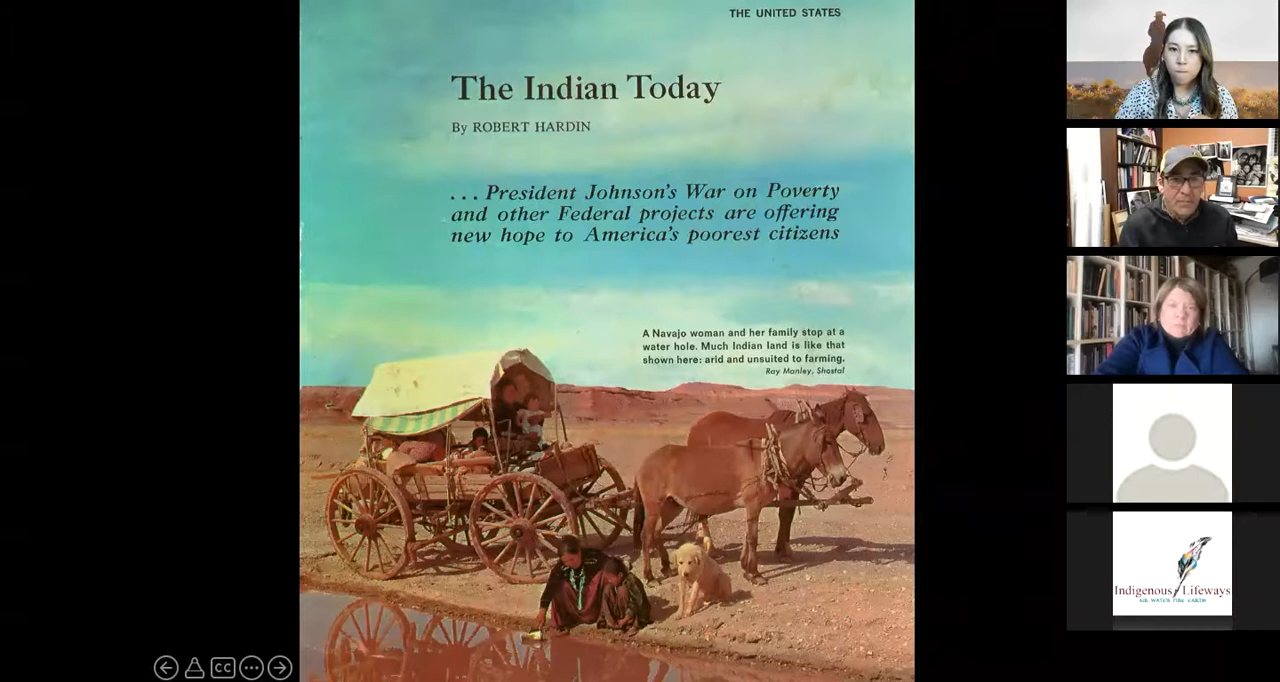 THE UNITED STATES
The Indian Today
By ROBERT HARDIN
. . . President Johnson's War on Poverty
and other Federal projects are offering
new hope to America's poorest citizens
A Navajo woman and her family stop at a
water hole. Much Indian land is like that
shown here: arid and unsuited to farming.
Ray Manley, Shostal
CC
Indigenous Lifeways
AIR WATER FIRE EARTH